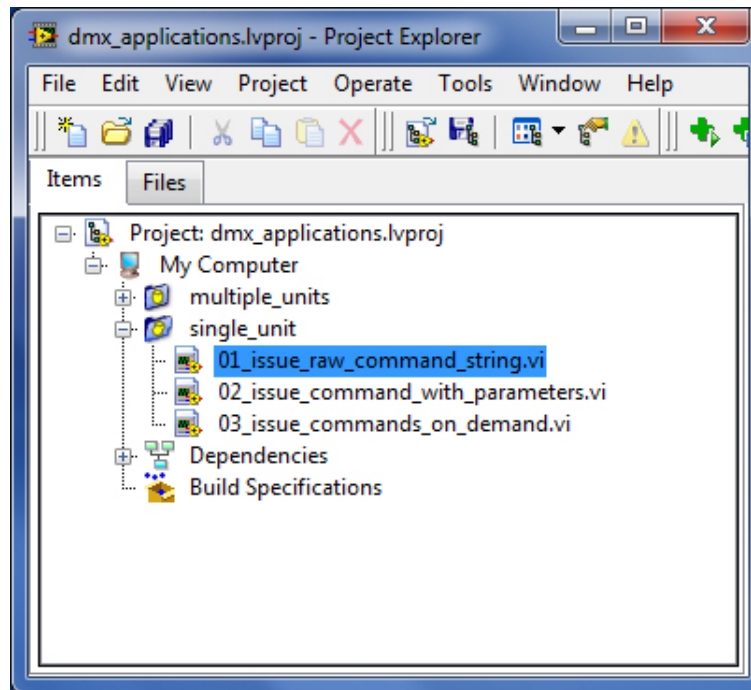 dmx_applications.lvproj - Project Explorer
File Edit View Project Operate Tools Window Help
Items Files
Project: dmx_applications.lvproj
My Computer
multiple_units
single_unit
01_issue_raw_command_string.vi
02_issue_command_with_parameters.vi
03_issue_commands_on_demand.vi
Dependencies
Build Specifications